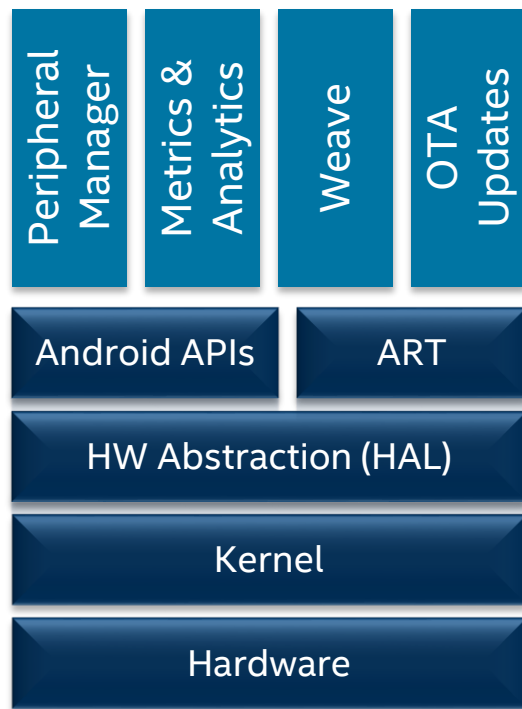 Peripheral
Manager
Metrics &
Analytics
Weave
OTA
Updates
Android APIs
ART
HW Abstraction (HAL)
Kernel
Hardware